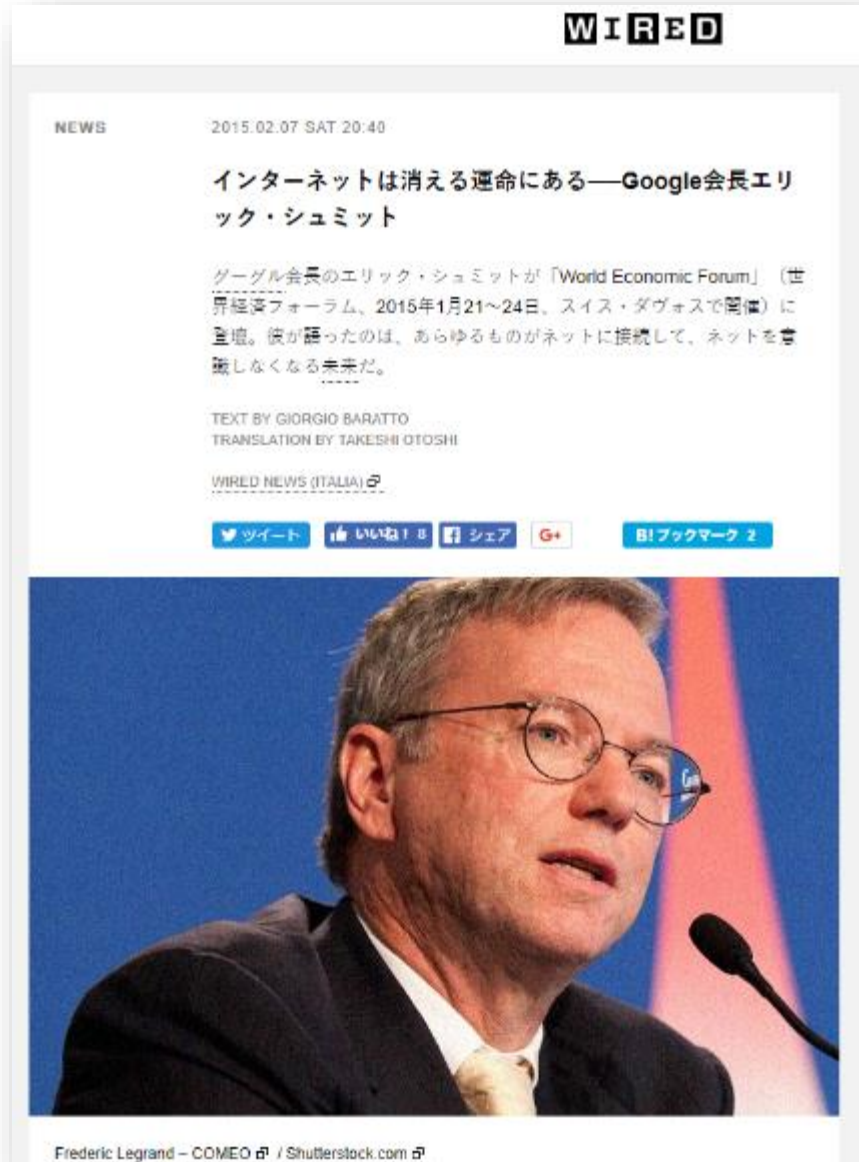 WIRED
NEWS
2015.02.07 SAT 20:40
インターネットは消える運命にある──Google会長エリ
ック・シュミット
グーグル会長のエリック・シュミットが「World Economic Forum」（世
界経済フォーラム、2015年1月21～24日、スイス・ダヴォスで開催）に
登壇。彼が語ったのは、あらゆるものがネットに接続して、ネットを意
識しなくなる未来だ。
TEXT BY GIORGIO BARATTO
TRANSLATION BY TAKESHI OTOSHI
WIRED NEWS (ITALIA)
ツイート いいね！ 8 シェア G+ B! ブックマーク 2
Frederic Legrand – COMEO / Shutterstock.com